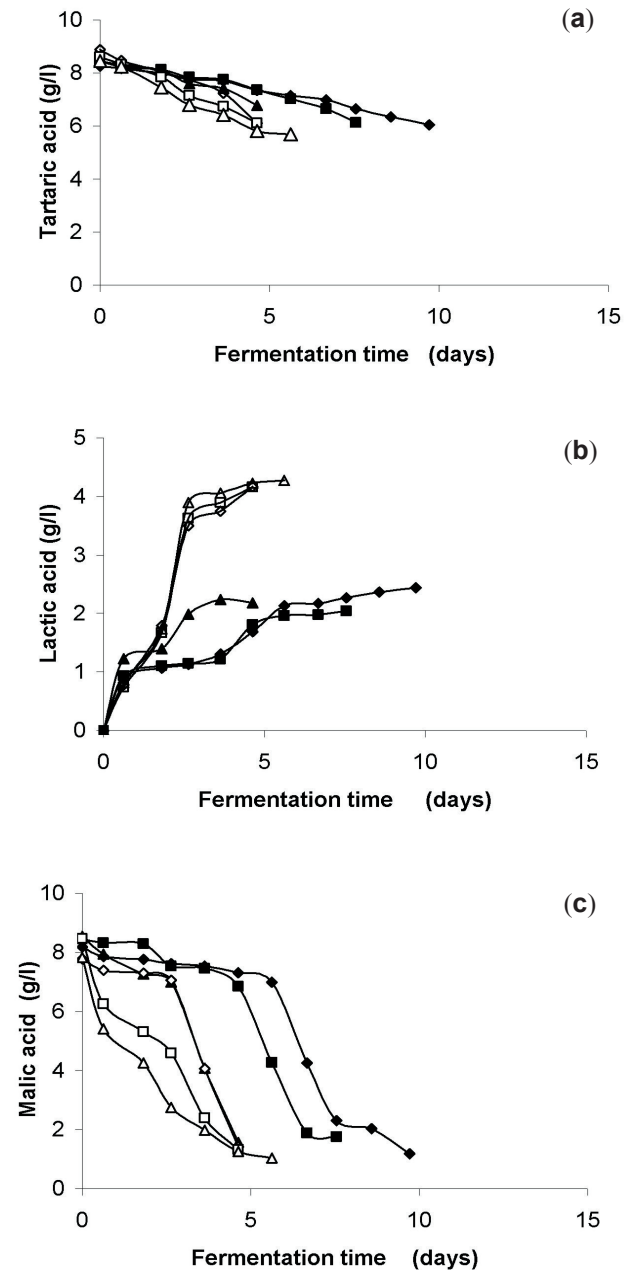 (a)
Tartaric acid (g/l)
10
8
6
4
2
0
0 5 10 15
Fermentation time (days)
(b)
Lactic acid (g/l)
5
4
3
2
1
0
0 5 10 15
Fermentation time (days)
(c)
Malic acid (g/l)
10
8
6
4
2
0
0 5 10 15
Fermentation time (days)